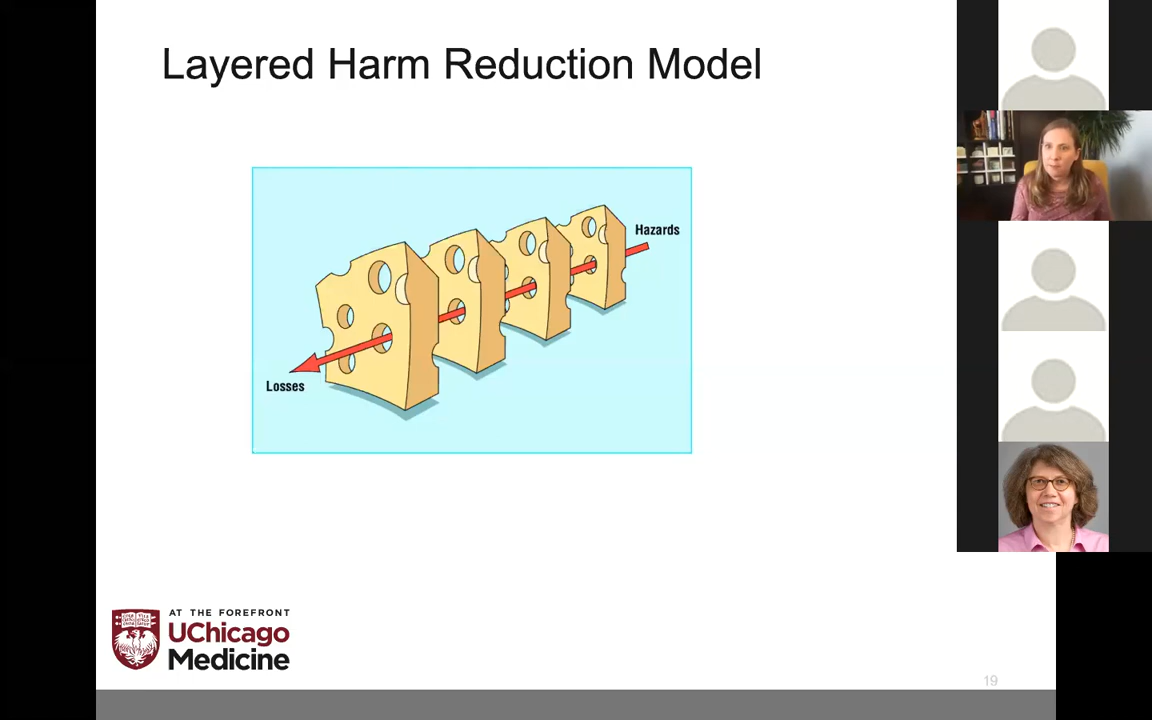 Layered Harm Reduction Model
Hazards
Losses
AT THE FOREFRONT
UChicago
Medicine
19